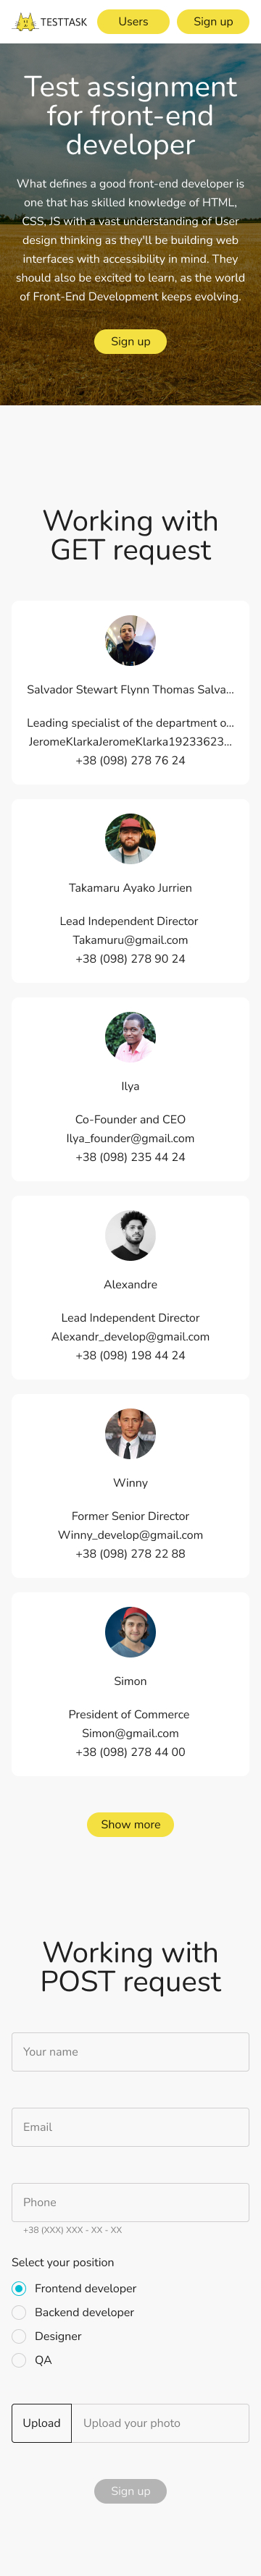 TESTTASK
Users
Sign up
Test assignment
for front-end
developer
What defines a good front-end developer is
one that has skilled knowledge of HTML,
CSS, JS with a vast understanding of User
design thinking as they'll be building web
interfaces with accessibility in mind. They
should also be excited to learn, as the world
of Front-End Development keeps evolving.
Sign up
Working with
GET request
Salvador Stewart Flynn Thomas Salva...
Leading specialist of the department o...
JeromeKlarkaJeromeKlarka19233623...
+38 (098) 278 76 24
Takamaru Ayako Jurrien
Lead Independent Director
Takamuru@gmail.com
+38 (098) 278 90 24
Ilya
Co-Founder and CEO
Ilya_founder@gmail.com
+38 (098) 235 44 24
Alexandre
Lead Independent Director
Alexandr_develop@gmail.com
+38 (098) 198 44 24
Winny
Former Senior Director
Winny_develop@gmail.com
+38 (098) 278 22 88
Simon
President of Commerce
Simon@gmail.com
+38 (098) 278 44 00
Show more
Working with
POST request
Your name
Email
Phone
+38 (XXX) XXX - XX - XX
Select your position
Frontend developer
Backend developer
Designer
QA
Upload
Upload your photo
Sign up